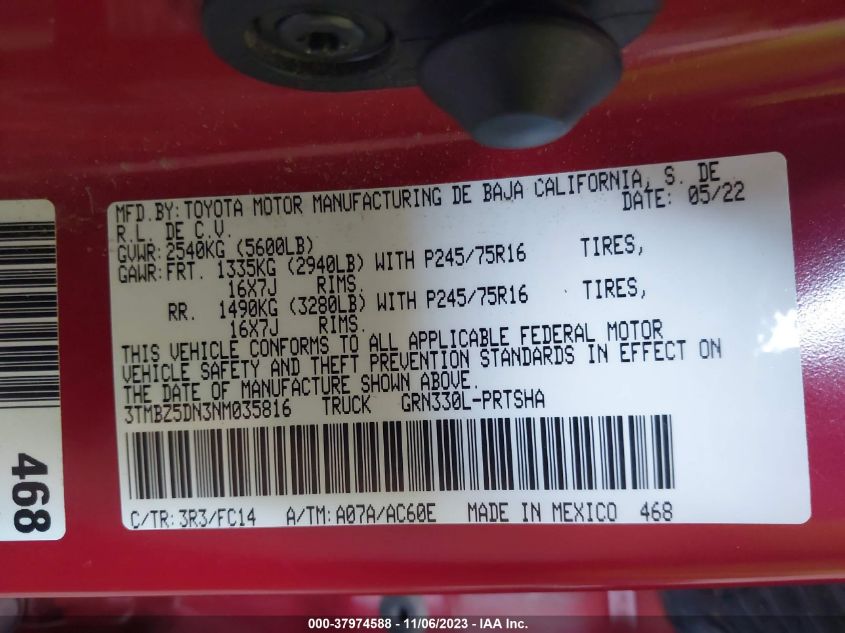 MFD.BY:TOYOTA MOTOR MANUFACTURING DE BAJA CALIFORNIA, S. DE
R.L. DE C.V. DATE: 05/22
GVWR:2540KG (5600LB)
GAWR:FRT. 1335KG (2940LB) WITH P245/75R16 TIRES,
16X7J RIMS.
RR. 1490KG (3280LB) WITH P245/75R16 TIRES,
16X7J RIMS.
THIS VEHICLE CONFORMS TO ALL APPLICABLE FEDERAL MOTOR
VEHICLE SAFETY AND THEFT PREVENTION STANDARDS IN EFFECT ON
THE DATE OF MANUFACTURE SHOWN ABOVE.
3TMBZ5DN3NM035816 TRUCK GRN330L-PRTSHA
C/TR:3R3/FC14 A/TM:A07A/AC60E MADE IN MEXICO 468
468
000-37974588 - 11/06/2023 - IAA Inc.